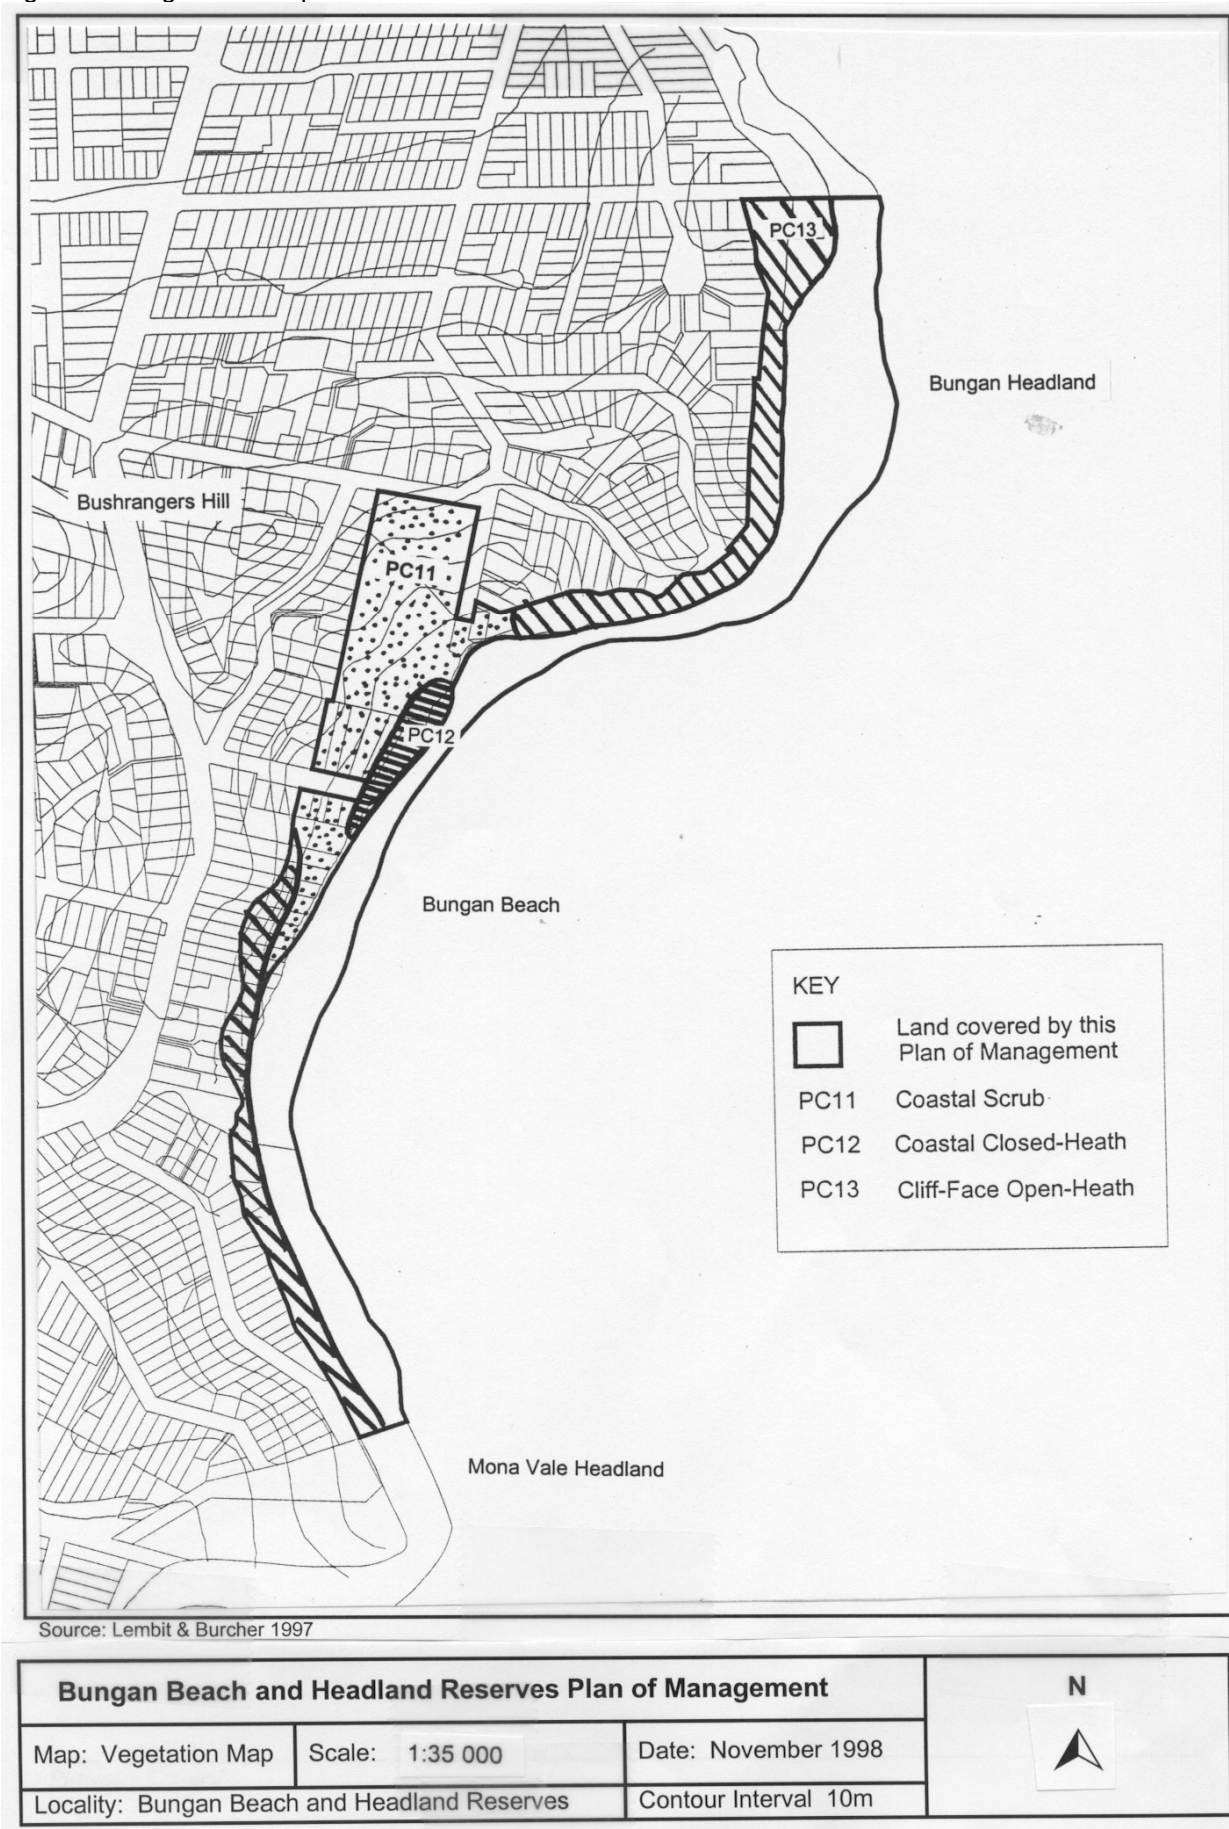 PC13
Bungan Headland
Bushrangers Hill
PC11
PC12
Bungan Beach
KEY
Land covered by this
Plan of Management
PC11 Coastal Scrub
PC12 Coastal Closed-Heath
PC13 Cliff-Face Open-Heath
Mona Vale Headland
Source: Lembit & Burcher 1997
Bungan Beach and Headland Reserves Plan of Management
N
Map: Vegetation Map
Scale: 1:35 000
Date: November 1998
Locality: Bungan Beach and Headland Reserves
Contour Interval 10m